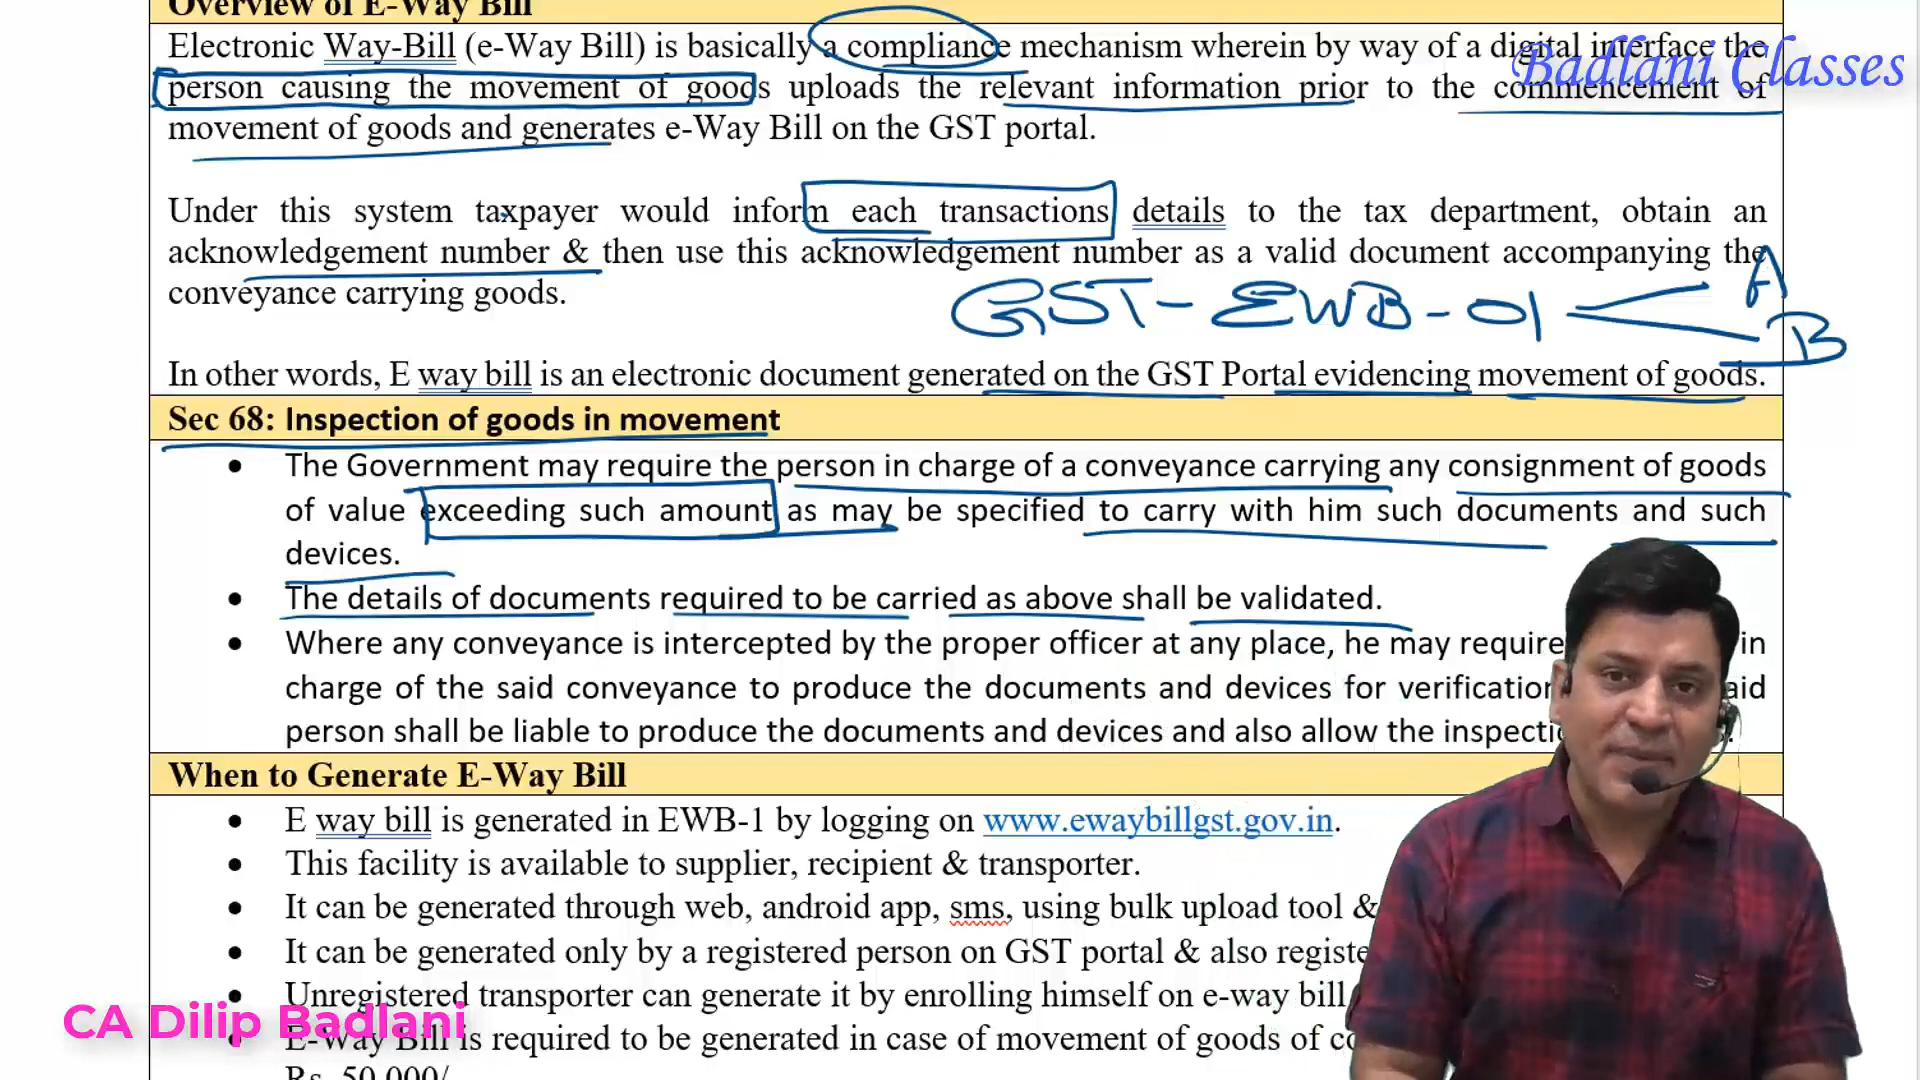 Overview of E-Way Bill
Electronic Way-Bill (e-Way Bill) is basically a compliance mechanism wherein by way of a digital interface the
Badlani Classes
person causing the movement of goods uploads the relevant information prior to the commencement of
movement of goods and generates e-Way Bill on the GST portal.
Under this system taxpayer would inform each transactions details to the tax department, obtain an
acknowledgement number & then use this acknowledgement number as a valid document accompanying the
conveyance carrying goods.
GST-EWB-01 A
B
In other words, E way bill is an electronic document generated on the GST Portal evidencing movement of goods.
Sec 68: Inspection of goods in movement
• The Government may require the person in charge of a conveyance carrying any consignment of goods
of value exceeding such amount as may be specified to carry with him such documents and such
devices.
• The details of documents required to be carried as above shall be validated.
• Where any conveyance is intercepted by the proper officer at any place, he may require in
charge of the said conveyance to produce the documents and devices for verification
person shall be liable to produce the documents and devices and also allow the
When to Generate E-Way Bill
• E way bill is generated in EWB-1 by logging on www.ewaybillgst.gov.in.
• This facility is available to supplier, recipient & transporter.
• It can be generated through web, android app, sms, using bulk upload tool &
• It can be generated only by a registered person on GST portal & also
• Unregistered transporter can generate it by enrolling himself on e-way bill
CA Dilip Badlani
• E-Way Bill is required to be generated in case of movement of goods of
Rs. 50,000/